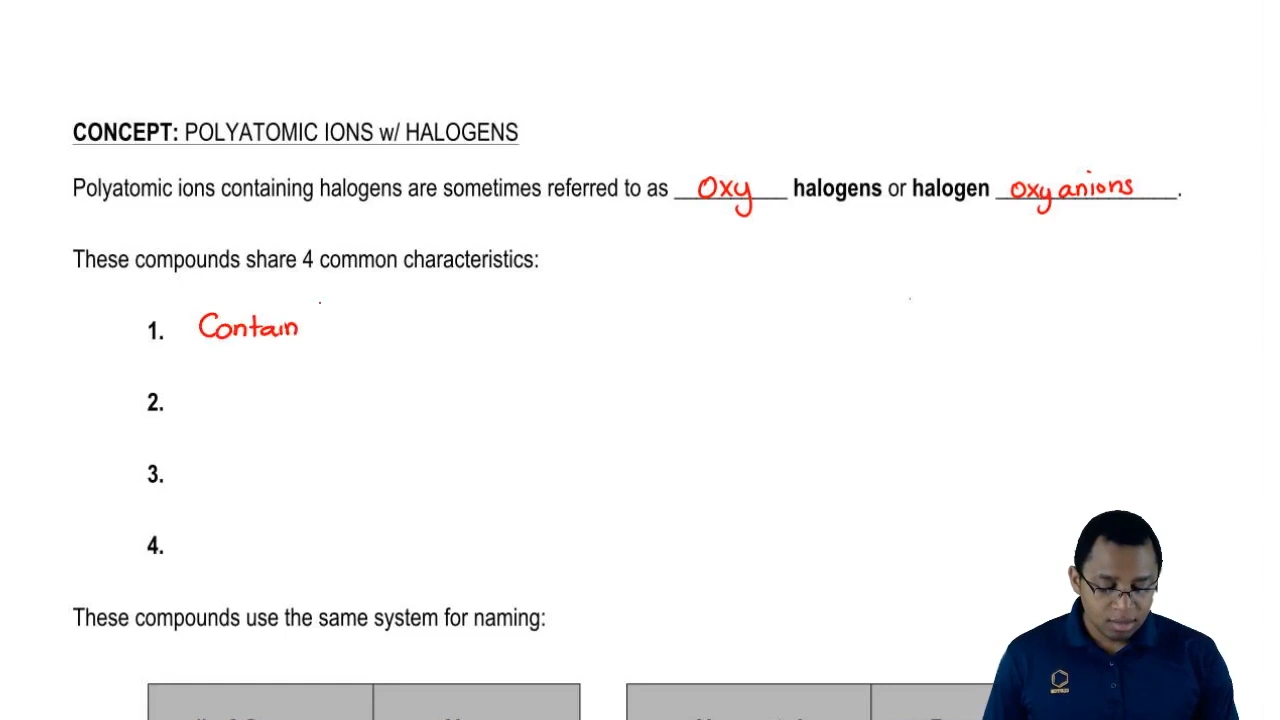 CONCEPT: POLYATOMIC IONS w/ HALOGENS
Polyatomic ions containing halogens are sometimes referred to as oxy halogens or halogen oxyanions.
These compounds share 4 common characteristics:
1. Contain
2.
3.
4.
These compounds use the same system for naming: